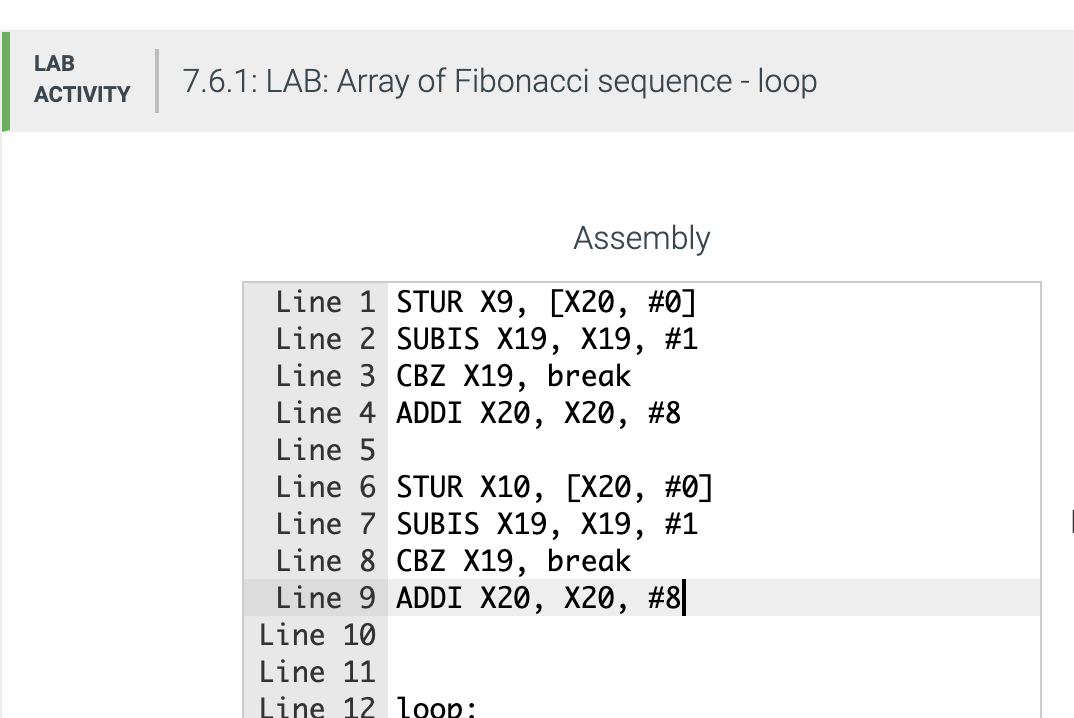 LAB
ACTIVITY
7.6.1: LAB: Array of Fibonacci sequence - loop
Assembly
Line 1 STUR X9, [X20, #0]
Line 2 SUBIS X19, X19, #1
Line 3 CBZ X19, break
Line 4 ADDI X20, X20, #8
Line 5
Line 6 STUR X10, [X20, #0]
Line 7 SUBIS X19, X19, #1
Line 8 CBZ X19, break
Line 9 ADDI X20, X20, #8
Line 10
Line 11
Line 12 loop: